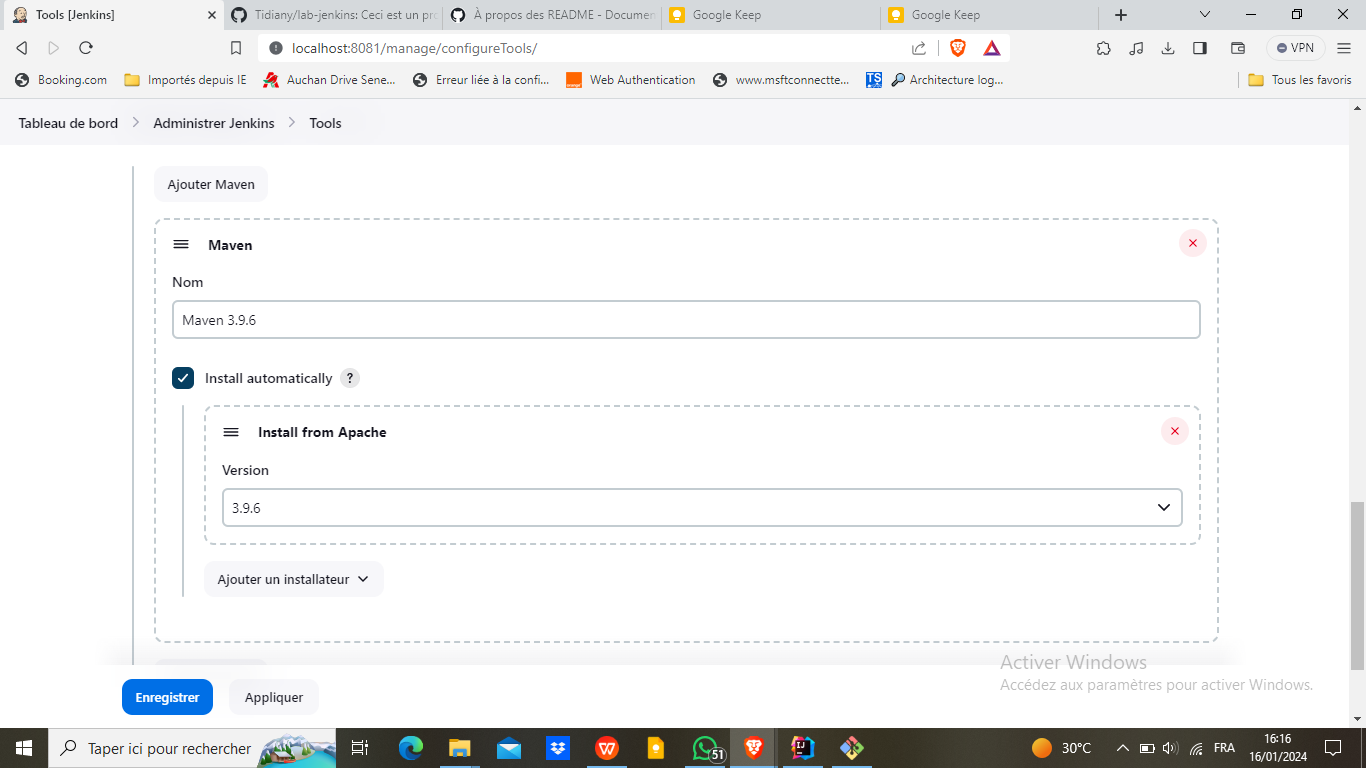 Tools [Jenkins]
Tidiany/lab-jenkins: Ceci est un pro
À propos des README - Documen
Google Keep
Google Keep
localhost:8081/manage/configureTools/
VPN
Booking.com
Importés depuis IE
Auchan Drive Sene...
Erreur liée à la confi...
Web Authentication
www.msftconnectte...
TS
Architecture log...
Tous les favoris
Tableau de bord
Administrer Jenkins
Tools
Ajouter Maven
Maven
Nom
Maven 3.9.6
Install automatically
?
Install from Apache
Version
3.9.6
Ajouter un installateur
Activer Windows
Accédez aux paramètres pour activer Windows.
Enregistrer
Appliquer
Taper ici pour rechercher
51
30°C
FRA
16:16
16/01/2024